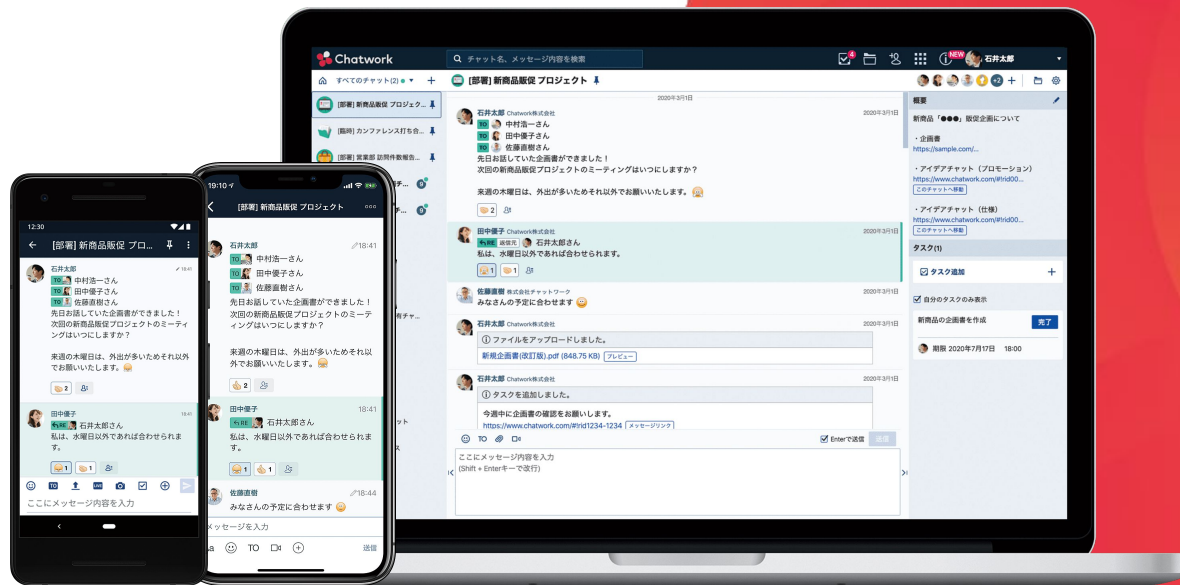 Chatwork
チャット名、メッセージ内容を検索
4
NEW
石井太郎
すべてのチャット(2)
[部署] 新商品販促 プロジェクト
+2
[部署] 新商品販促 プロジェク...
[臨時] カンファレンス打ち合...
[部署] 営業部 訪問件数報告...
2020年3月1日
石井太郎 Chatwork株式会社
2020年3月1日
TO 中村浩一さん
TO 田中優子さん
TO 佐藤直樹さん
先日お話していた企画書ができました！
次回の新商品販促プロジェクトのミーティングはいつにしますか？
来週の木曜日は、外出が多いためそれ以外でお願いいたします。
2
田中優子 Chatwork株式会社
2020年3月1日
RE 返信元 石井太郎さん
私は、水曜日以外であれば合わせられます。
1
1
佐藤直樹 株式会社チャットワーク
2020年3月1日
みなさんの予定に合わせます
石井太郎 Chatwork株式会社
2020年3月1日
ファイルをアップロードしました。
新規企画書(改訂版).pdf (848.75 KB) プレビュー
石井太郎 Chatwork株式会社
2020年3月1日
タスクを追加しました。
今週中に企画書の確認をお願いします。
https://www.chatwork.com/#!rid1234-1234 メッセージリンク
TO
Enterで送信
送信
ここにメッセージ内容を入力
(Shift + Enterキーで改行)
概要
新商品「●●●」販促企画について
・企画書
https://sample.com/...
・アイデアチャット（プロモーション）
https://www.chatwork.com/#!rid00...
このチャットへ移動
・アイデアチャット（仕様）
https://www.chatwork.com/#!rid00...
このチャットへ移動
タスク(1)
タスク追加
自分のタスクのみ表示
新商品の企画書を作成
完了
期限 2020年7月17日 18:00
19:10
[部署] 新商品販促 プロジェクト
石井太郎
18:41
TO 中村浩一さん
TO 田中優子さん
TO 佐藤直樹さん
先日お話していた企画書ができました！
次回の新商品販促プロジェクトのミーテ
ィングはいつにしますか？
来週の木曜日は、外出が多いためそれ以
外でお願いいたします。
2
田中優子
18:41
RE 石井太郎さん
私は、水曜日以外であれば合わせられま
す。
1
1
佐藤直樹
18:44
みなさんの予定に合わせます
メッセージを入力
Aa
TO
送信
12:30
[部署] 新商品販促 プロ...
石井太郎
18:41
TO 中村浩一さん
TO 田中優子さん
TO 佐藤直樹さん
先日お話していた企画書ができました！
次回の新商品販促プロジェクトのミーティ
ングはいつにしますか？
来週の木曜日は、外出が多いためそれ以外
でお願いいたします。
2
田中優子
18:41
RE 石井太郎さん
私は、水曜日以外であれば合わせられま
す。
1
1
TO
LIVE
ここにメッセージ内容を入力